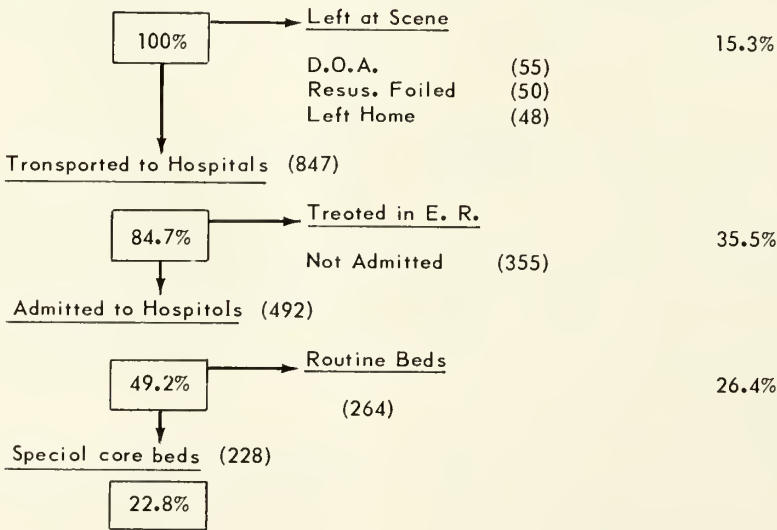 Left at Scene
100%
15.3%
D.O.A. (55)
Resus. Foiled (50)
Left Home (48)
Tronsported to Hospitals (847)
Treoted in E. R.
84.7%
35.5%
Not Admitted (355)
Admitted to HospitoIs (492)
Routine Beds
49.2%
26.4%
(264)
Speciol core beds (228)
22.8%